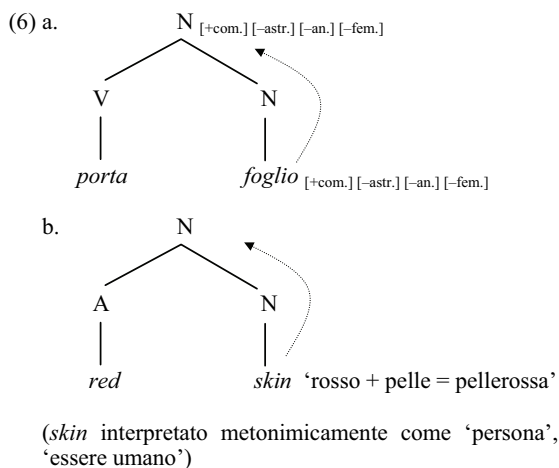 (6) a. N [+com.] [–astr.] [–an.] [–fem.]
V N
porta foglio [+com.] [–astr.] [–an.] [–fem.]
b. N
A N
red skin ‘rosso + pelle = pellerossa’
(skin interpretato metonimicamente come ‘persona’,
‘essere umano’)